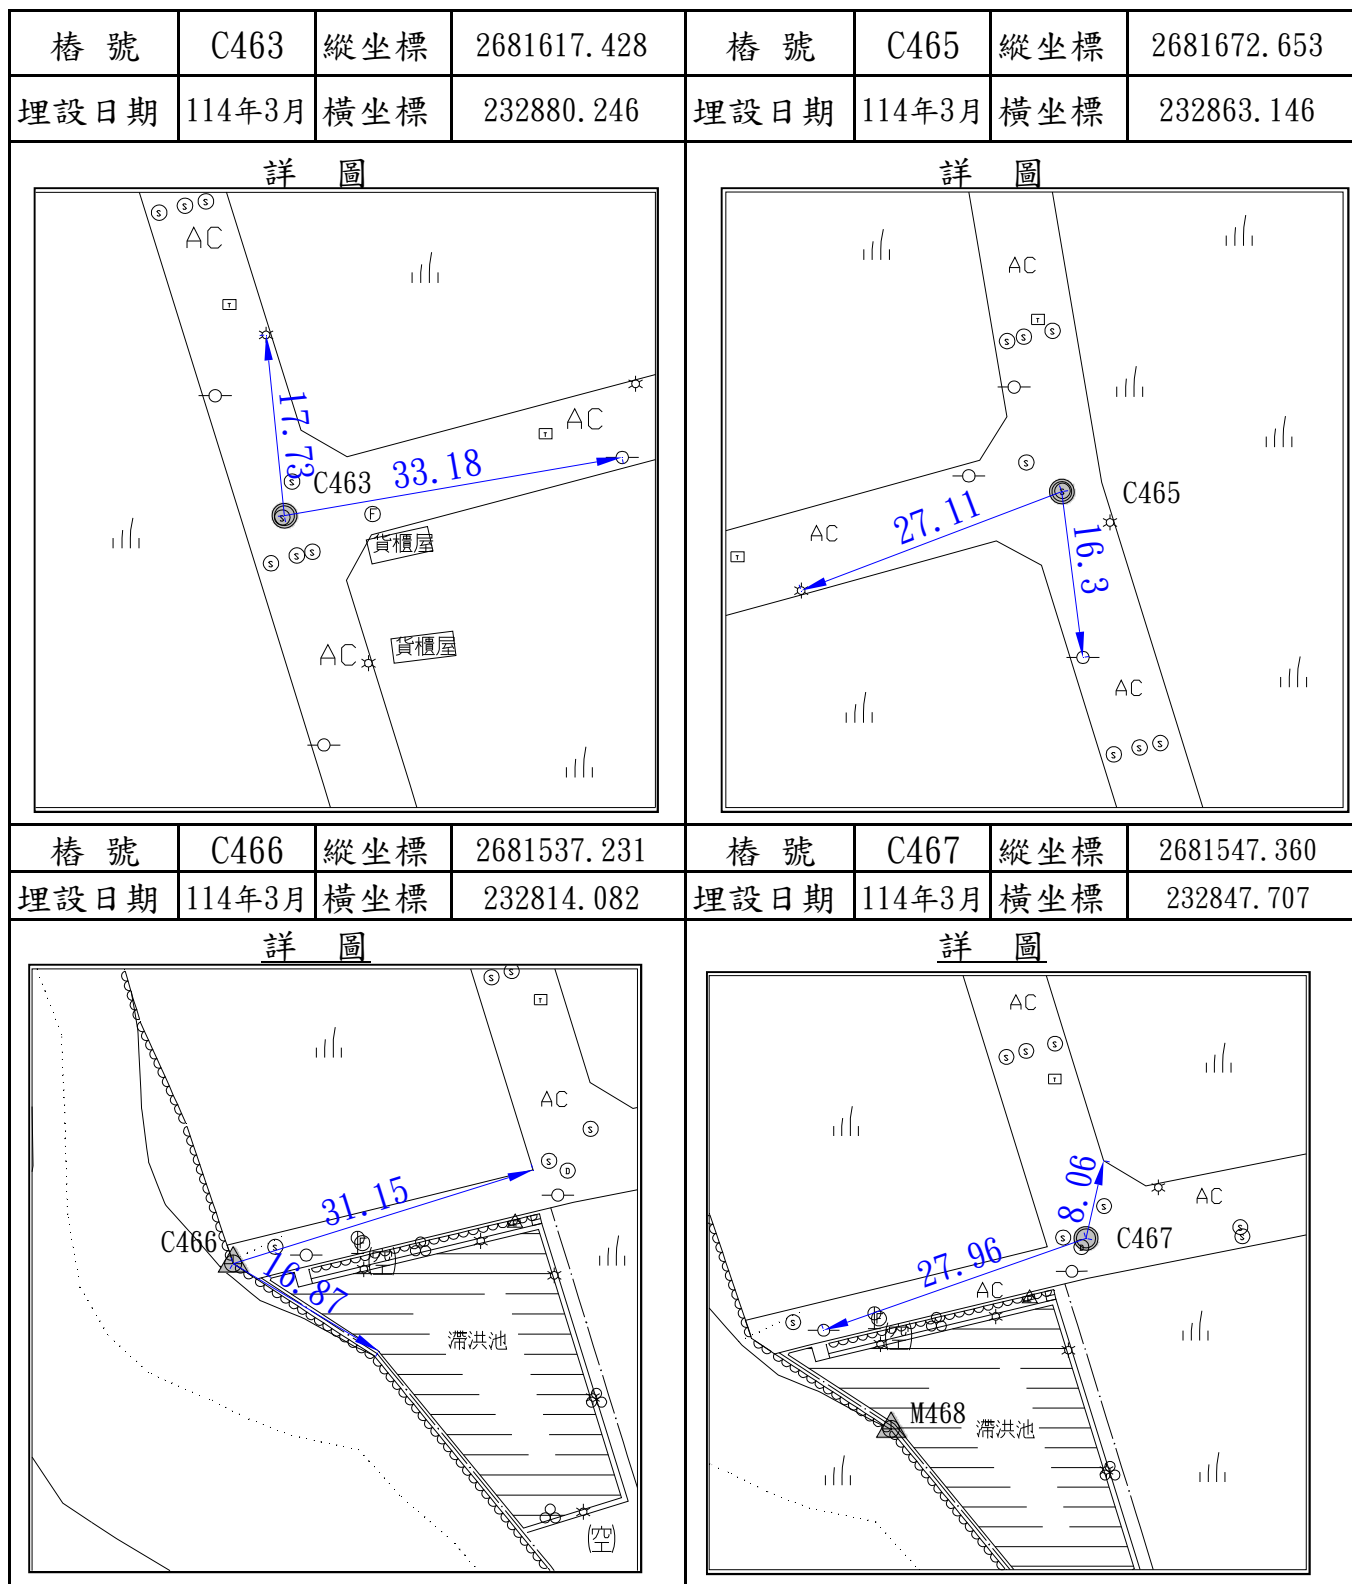 樁 號 C463 縱坐標 2681617.428 樁 號 C465 縱坐標 2681672.653
埋設日期 114年3月 橫坐標 232880.246 埋設日期 114年3月 橫坐標 232863.146
詳 圖
S S S
AC
T
17.73
S
C463
33.18
AC
T
F
貨櫃屋
S S S
AC
貨櫃屋
詳 圖
AC
T
S S S
S
C465
27.11
AC
T
16.3
AC
S S S
樁 號 C466 縱坐標 2681537.231 樁 號 C467 縱坐標 2681547.360
埋設日期 114年3月 橫坐標 232814.082 埋設日期 114年3月 橫坐標 232847.707
詳 圖
S S
T
AC
S
S D
31.15
C466
S
16.87
(空)
滯洪池
(空)
詳 圖
AC
S S S
T
8.06
AC
S
S
C467
27.96
AC
S
(空)
M468
滯洪池